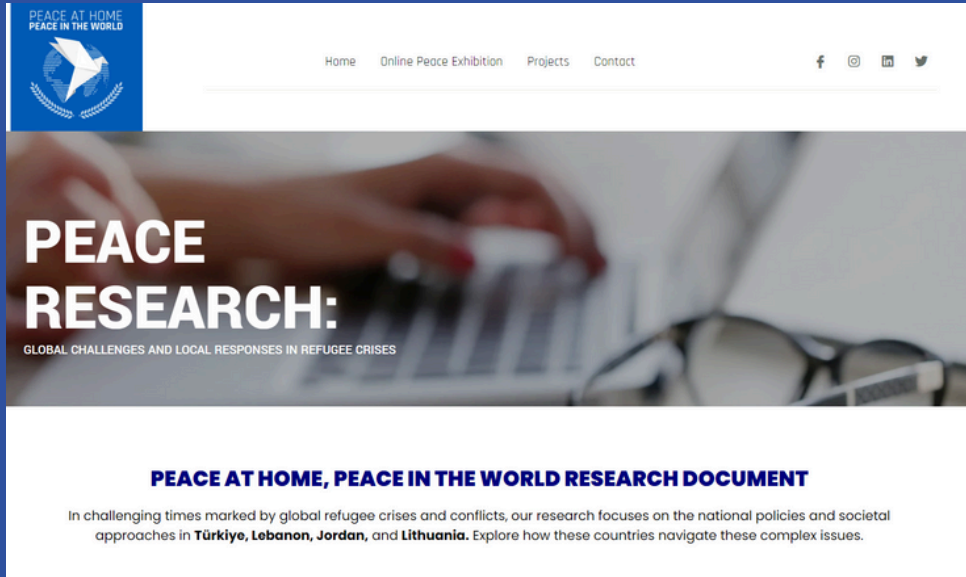 PEACE AT HOME
PEACE IN THE WORLD
Home Online Peace Exhibition Projects Contact
PEACE
RESEARCH:
GLOBAL CHALLENGES AND LOCAL RESPONSES IN REFUGEE CRISES
PEACE AT HOME, PEACE IN THE WORLD RESEARCH DOCUMENT
In challenging times marked by global refugee crises and conflicts, our research focuses on the national policies and societal
approaches in Türkiye, Lebanon, Jordan, and Lithuania. Explore how these countries navigate these complex issues.